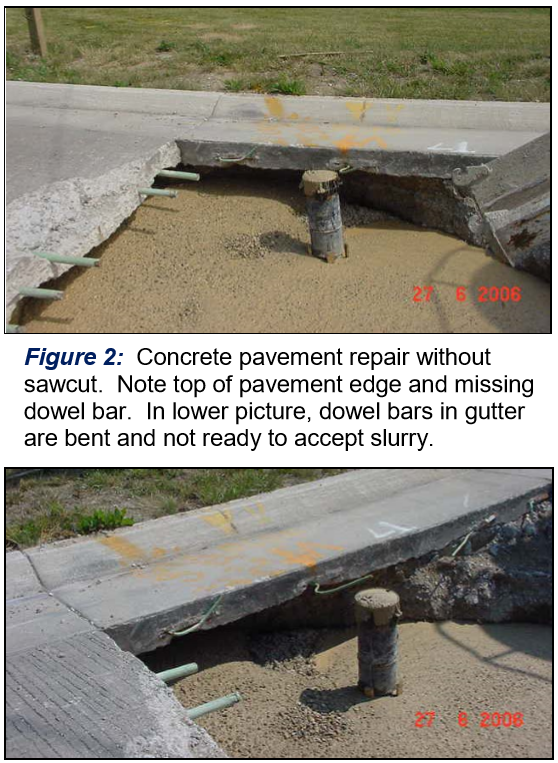 27 6 2006
Figure 2: Concrete pavement repair without
sawcut. Note top of pavement edge and missing
dowel bar. In lower picture, dowel bars in gutter
are bent and not ready to accept slurry.
27 6 2006